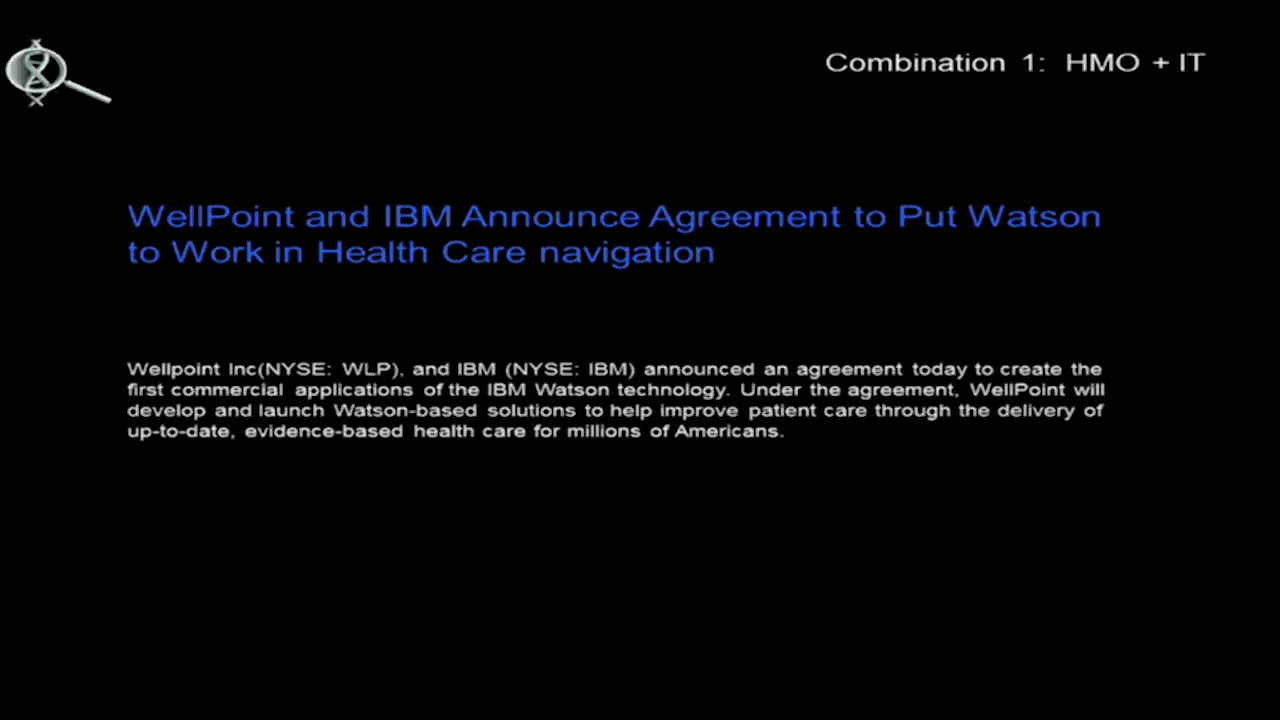 Combination 1: HMO + IT
WellPoint and IBM Announce Agreement to Put Watson
to Work in Health Care navigation
Wellpoint Inc(NYSE: WLP), and IBM (NYSE: IBM) announced an agreement today to create the
first commercial applications of the IBM Watson technology. Under the agreement, WellPoint will
develop and launch Watson-based solutions to help improve patient care through the delivery of
up-to-date, evidence-based health care for millions of Americans.